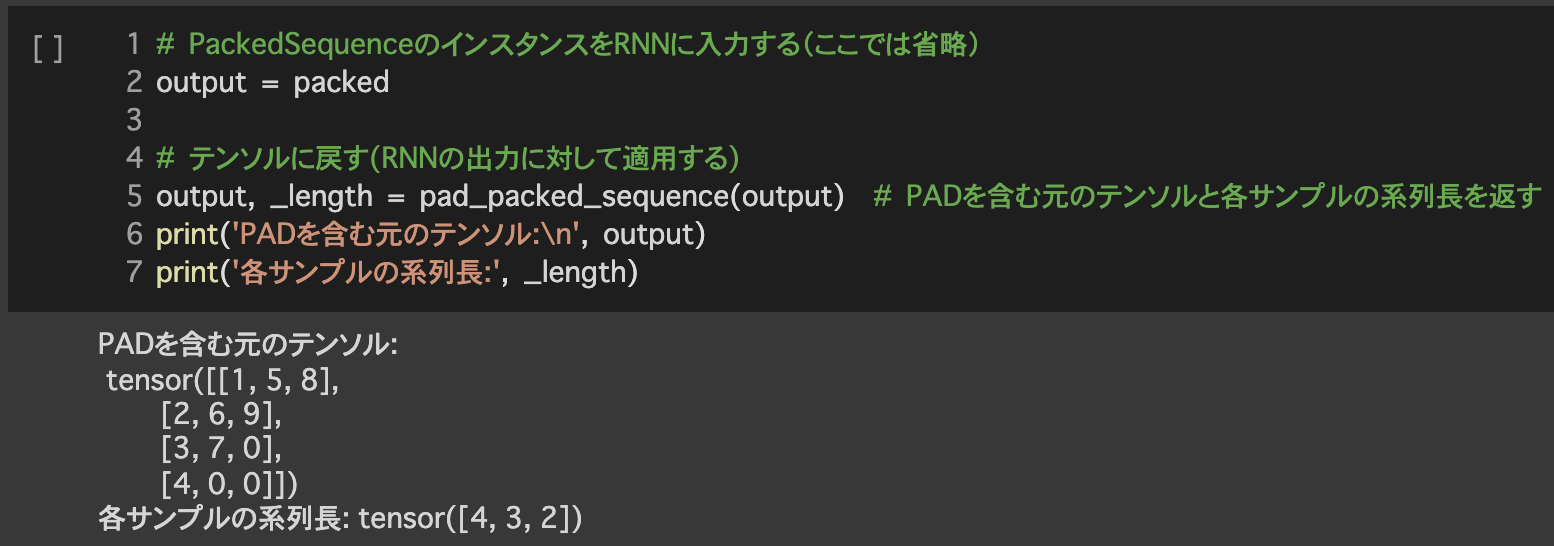 [ ]
1 # PackedSequenceのインスタンスをRNNに入力する(ここでは省略)
2 output = packed
3
4 # テンソルに戻す(RNNの出力に対して適用する)
5 output, _length = pad_packed_sequence(output)  # PADを含む元のテンソルと各サンプルの系列長を返す
6 print('PADを含む元のテンソル:\n', output)
7 print('各サンプルの系列長:', _length)
PADを含む元のテンソル:
 tensor([[1, 5, 8],
        [2, 6, 9],
        [3, 7, 0],
        [4, 0, 0]])
各サンプルの系列長: tensor([4, 3, 2])